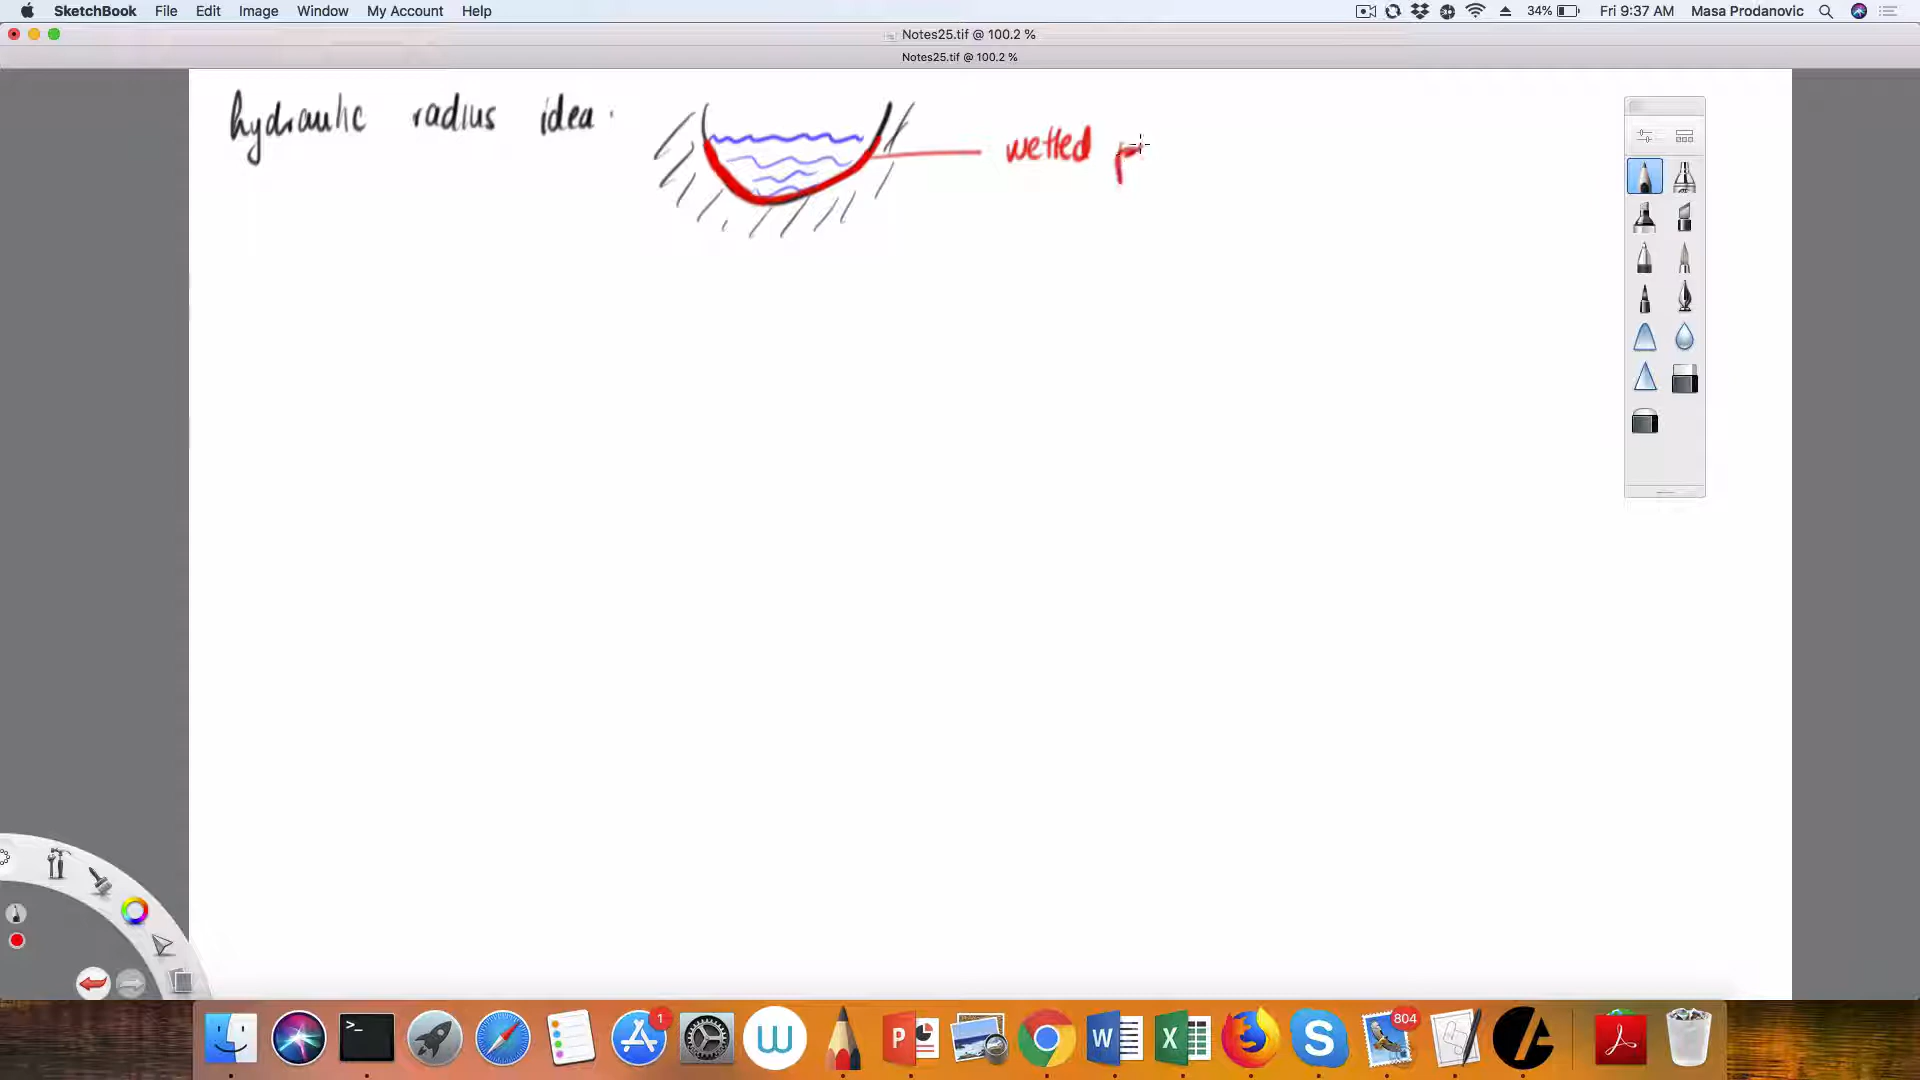 SketchBook File Edit Image Window My Account Help 34% Fri 9:37 AM Masa Prodanovic
Notes25.tif @ 100.2 %
Notes25.tif @ 100.2 %
hydraulic radius idea.
wetted p
>_
1
W
P
W
X
S
804